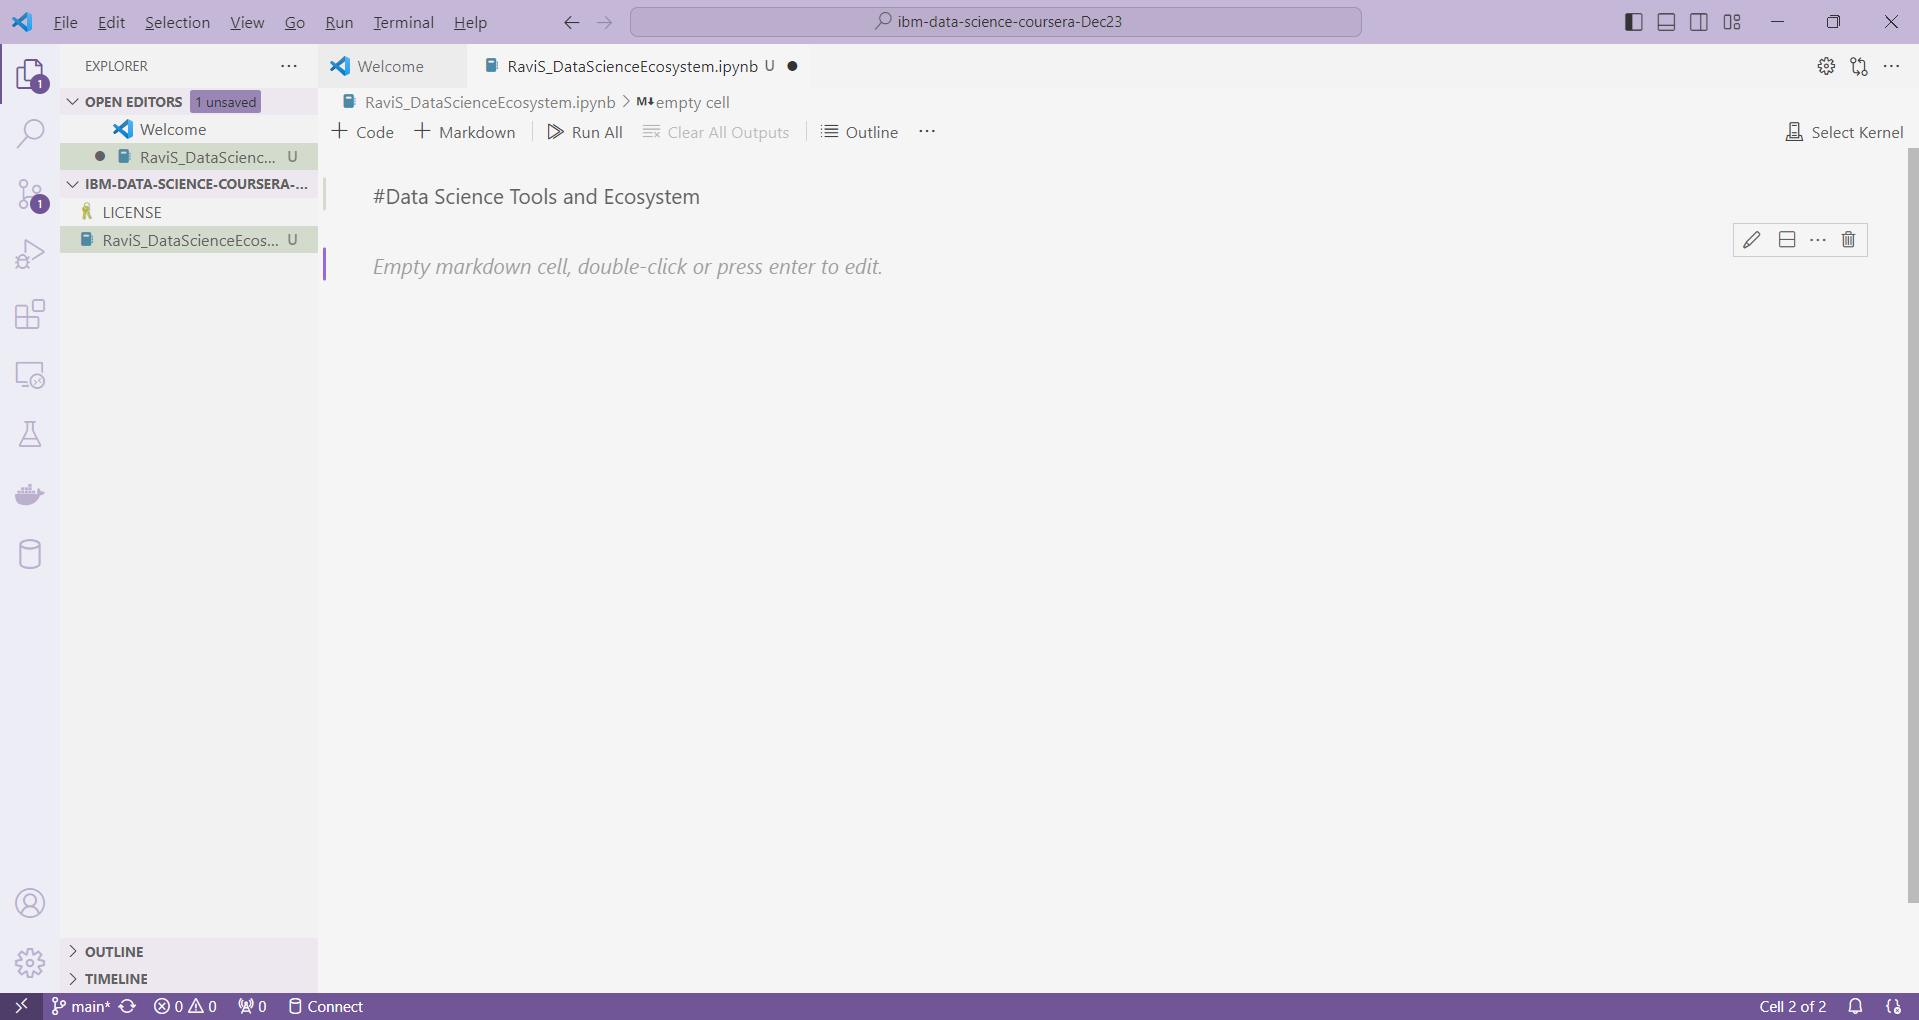 File Edit Selection View Go Run Terminal Help
ibm-data-science-coursera-Dec23
1
EXPLORER
Welcome
RaviS_DataScienceEcosystem.ipynb U
OPEN EDITORS 1 unsaved
RaviS_DataScienceEcosystem.ipynb
M↓ empty cell
Welcome
Code Markdown Run All Clear All Outputs Outline
Select Kernel
RaviS_DataScienc... U
IBM-DATA-SCIENCE-COURSERA-...
1
LICENSE
#Data Science Tools and Ecosystem
RaviS_DataScienceEcos... U
Empty markdown cell, double-click or press enter to edit.
OUTLINE
TIMELINE
main* 0 0 0 Connect
Cell 2 of 2